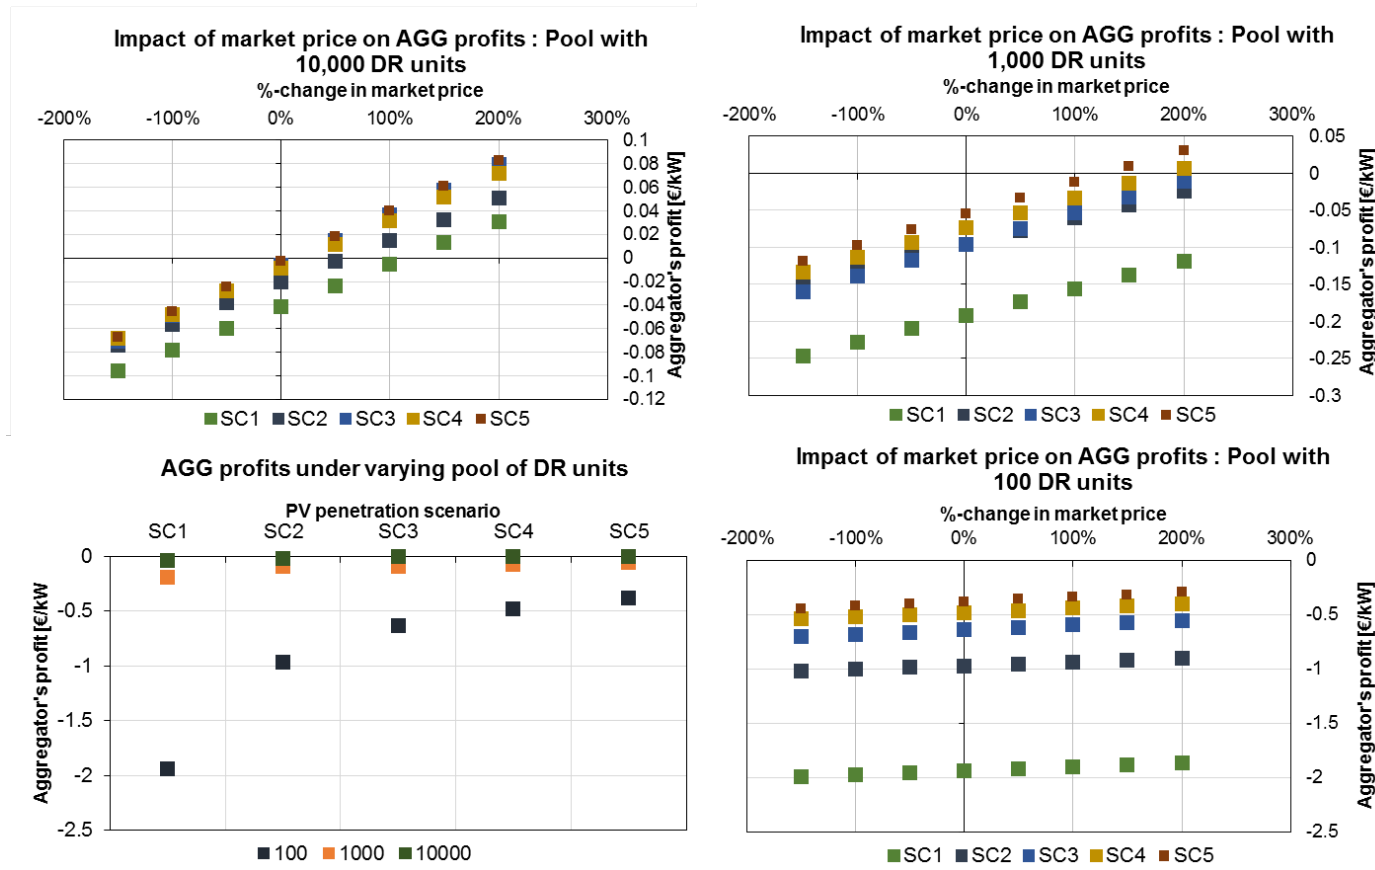 Impact of market price on AGG profits : Pool with
10,000 DR units
%-change in market price
-200% -100% 0% 100% 200% 300%
0.1
0.08
0.06
0.04
0.02
0
-0.02
-0.04
-0.06
-0.08
-0.1
-0.12
Aggregator's profit [€/kW]
SC1 SC2 SC3 SC4 SC5
Impact of market price on AGG profits : Pool with
1,000 DR units
%-change in market price
-200% -100% 0% 100% 200% 300%
0.05
0
-0.05
-0.1
-0.15
-0.2
-0.25
-0.3
Aggregator's profit [€/kW]
SC1 SC2 SC3 SC4 SC5
AGG profits under varying pool of DR units
PV penetration scenario
SC1 SC2 SC3 SC4 SC5
0
-0.5
-1
-1.5
-2
-2.5
Aggregator's profit [€/kW
100 1000 10000
Impact of market price on AGG profits : Pool with
100 DR units
%-change in market price
-200% -100% 0% 100% 200% 300%
0
-0.5
-1
-1.5
-2
-2.5
Aggregator's profit [€/kW]
SC1 SC2 SC3 SC4 SC5